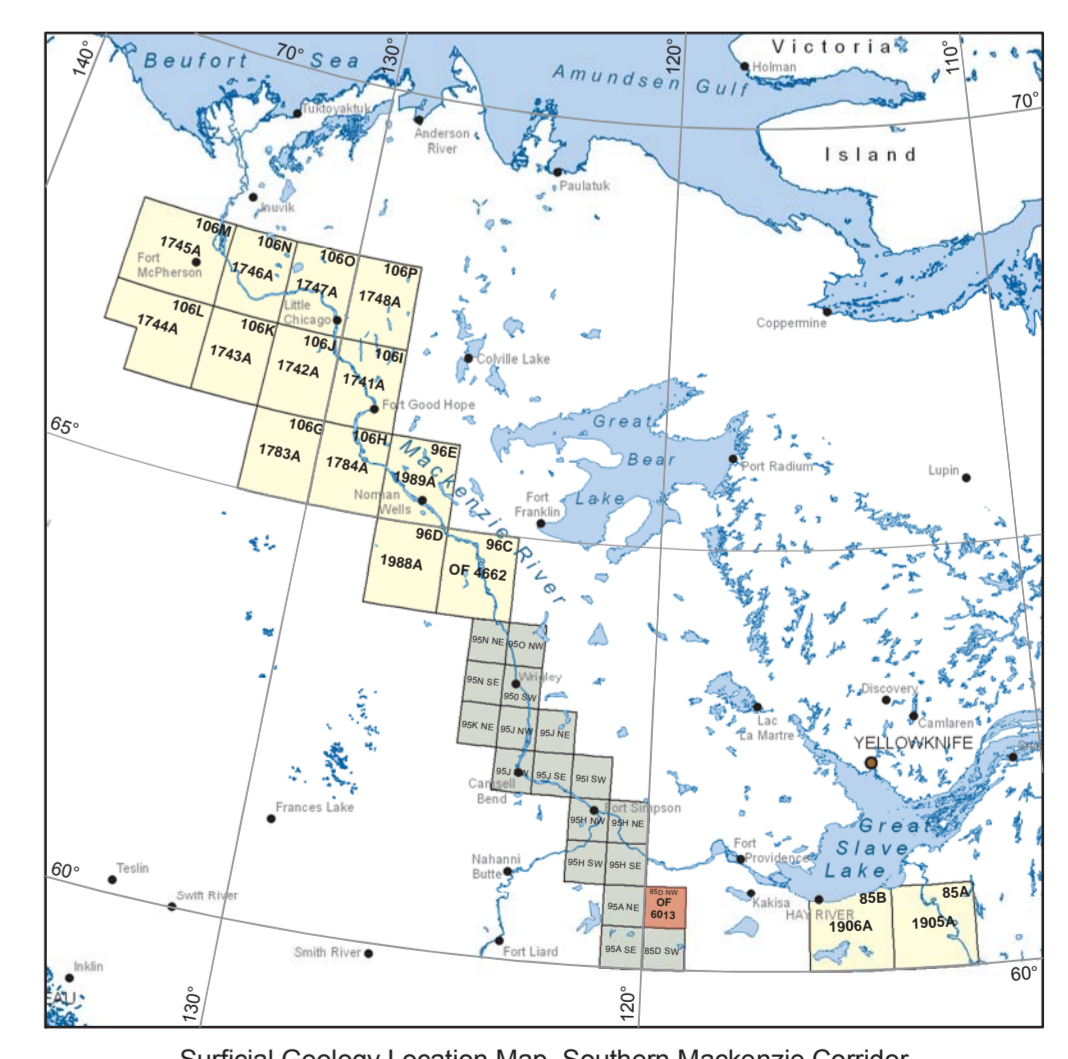 140°
70°
130°
120°
110°
Victoria
Beufort Sea
Holman
Amundsen Gulf
70°
Tuktoyaktuk
Anderson
River
Island
Paulatuk
Inuvik
106M
1745A
Fort
McPherson
106N
1746A
106O
1747A
106P
1748A
Little
Chicago
106L
1744A
106K
1743A
106J
1742A
106I
1741A
Coppermine
Colville Lake
Fort Good Hope
65°
106G
1783A
106H
1784A
96E
1989A
Mackenzie River
Great
Bear
Lake
Port Radium
Lupin
Norman
Wells
Fort
Franklin
96D
1988A
96C
OF 4662
95N NE
95O NW
95N SE
Wrigley
950 SW
95K NE
95J NW
95J NE
Discovery
Camlaren
Lac
La Martre
YELLOWKNIFE
95J SE
95I SW
Camsell
Bend
Fort Simpson
95H NW
95H NE
Frances Lake
Great
Slave
Lake
Fort
Providence
95H SW
95H SE
Nahanni
Butte
60°
Teslin
Swift River
Kakisa
HAY RIVER
85B
1906A
85A
1905A
95A NE
85D NW
OF
6013
95A SE
85D SW
Smith River
Fort Liard
Inklin
EAU
60°
130°
120°
Surficial Geology Location Map, Southern Mackenzie Corridor